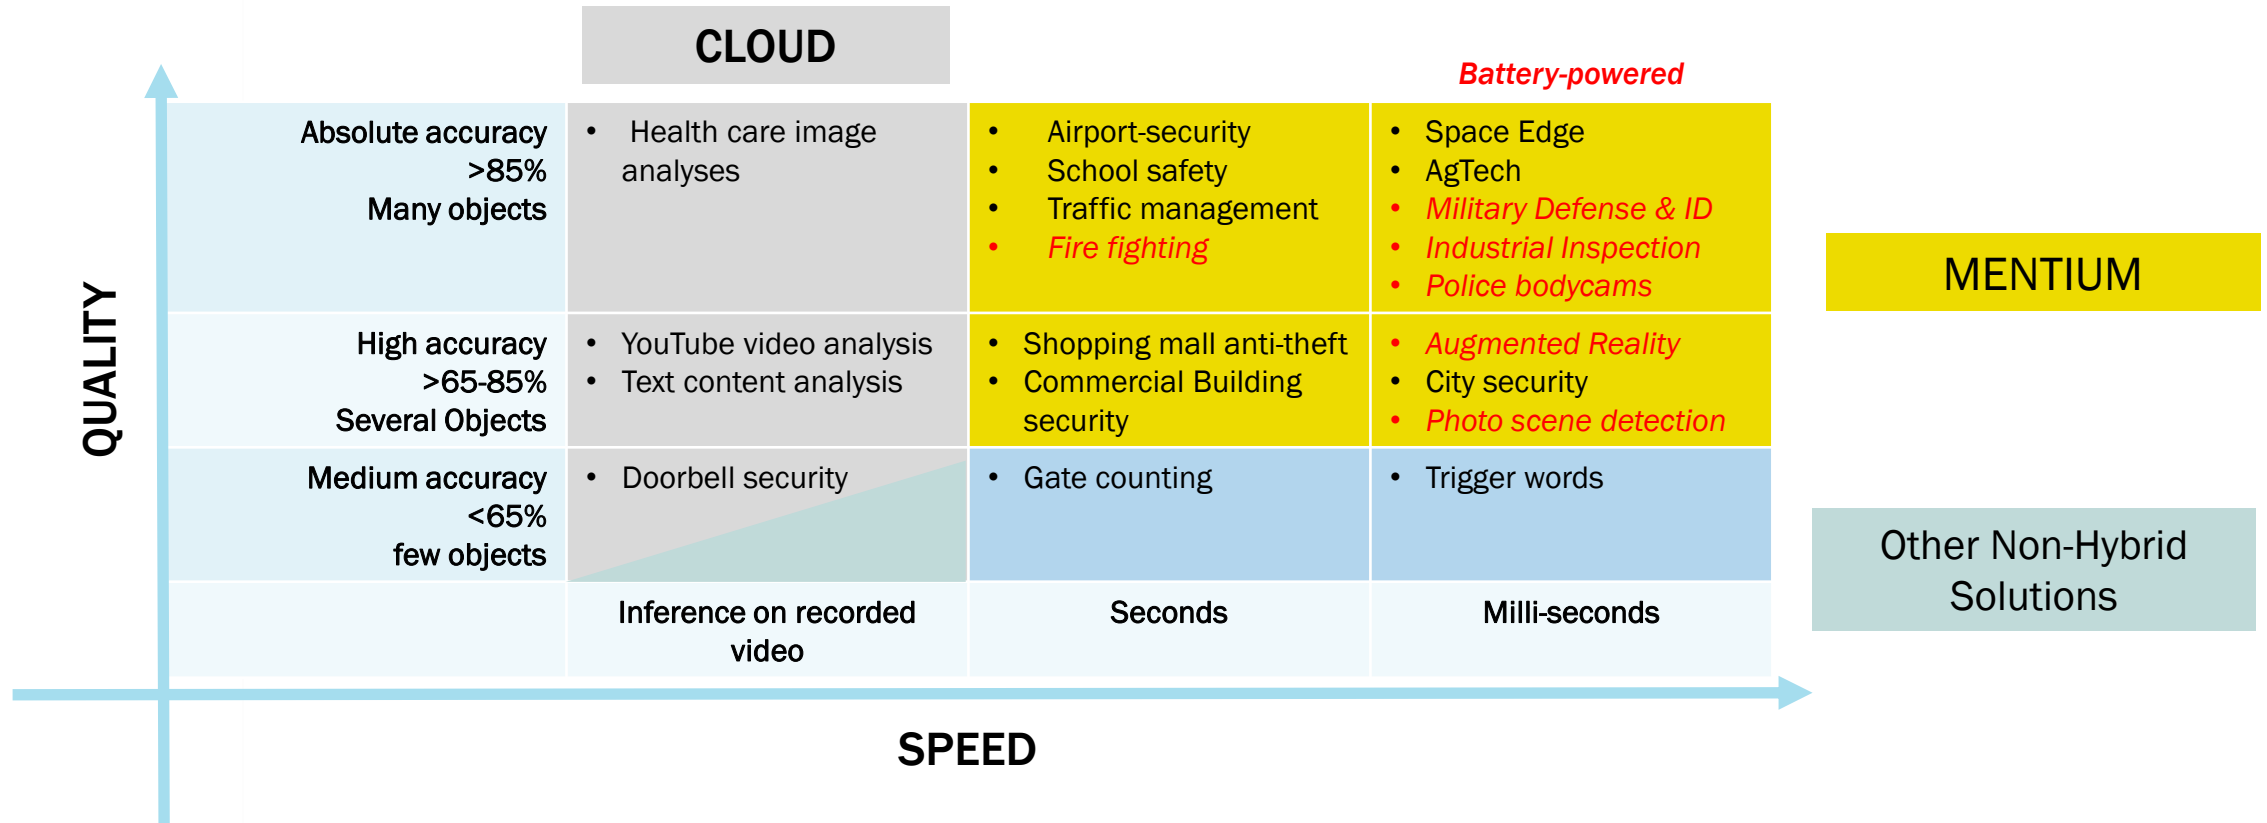 CLOUD
Battery-powered
QUALITY
Absolute accuracy
>85%
Many objects
• Health care image
analyses
• Airport-security
• School safety
• Traffic management
• Fire fighting
• Space Edge
• AgTech
• Military Defense & ID
• Industrial Inspection
• Police bodycams
MENTIUM
High accuracy
>65-85%
Several Objects
• YouTube video analysis
• Text content analysis
• Shopping mall anti-theft
• Commercial Building
security
• Augmented Reality
• City security
• Photo scene detection
Medium accuracy
<65%
few objects
• Doorbell security
• Gate counting
• Trigger words
Other Non-Hybrid
Solutions
Inference on recorded
video
Seconds
Milli-seconds
SPEED